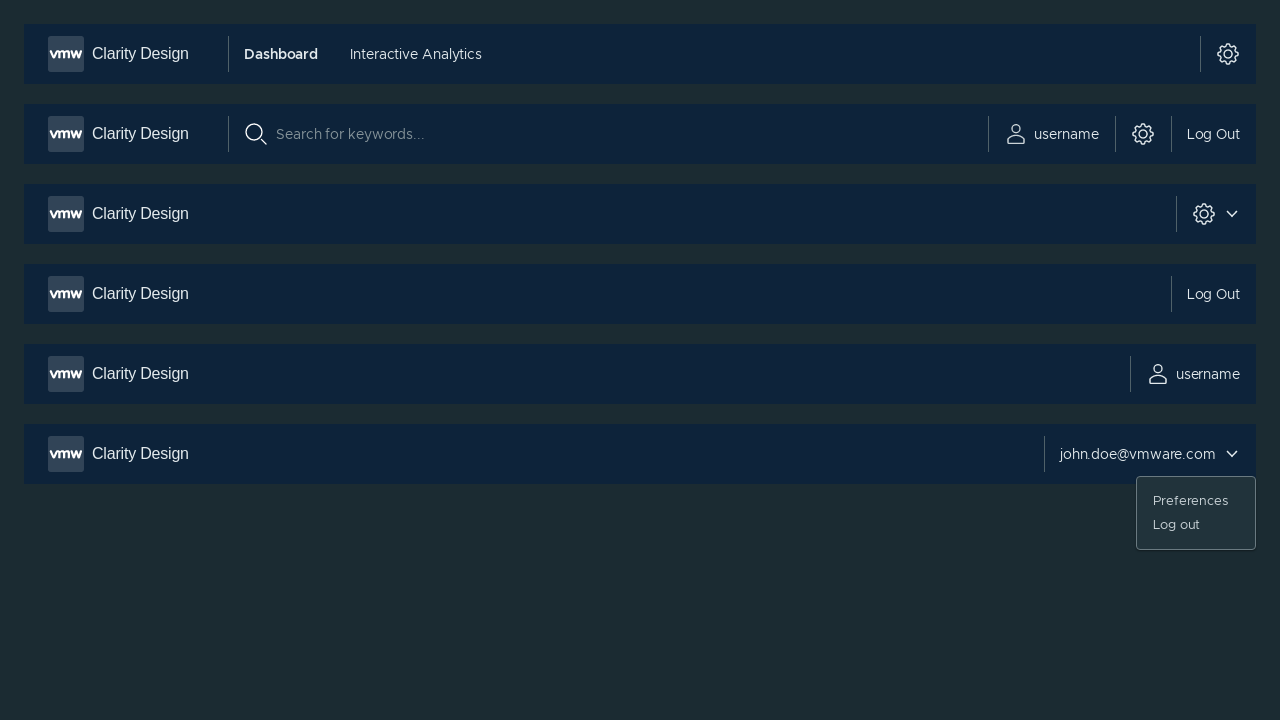 vmw Clarity Design Dashboard Interactive Analytics
vmw Clarity Design Search for keywords... username Log Out
vmw Clarity Design
vmw Clarity Design Log Out
vmw Clarity Design username
vmw Clarity Design john.doe@vmware.com
Preferences
Log out